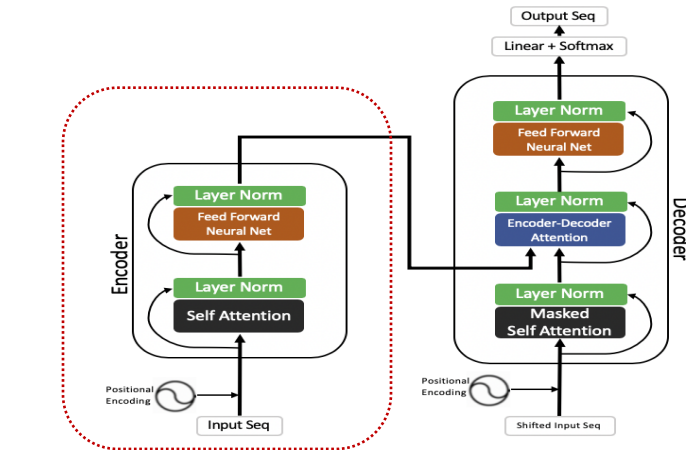 Output Seq
Linear + Softmax
Layer Norm
Feed Forward
Neural Net
Layer Norm
Encoder-Decoder
Attention
Layer Norm
Masked
Self Attention
Decoder
Positional
Encoding
Shifted Input Seq
Layer Norm
Feed Forward
Neural Net
Layer Norm
Self Attention
Encoder
Positional
Encoding
Input Seq